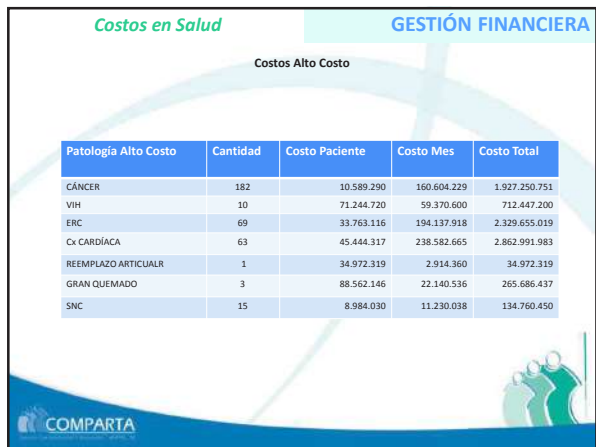 Costos en Salud
GESTIÓN FINANCIERA
Costos Alto Costo
Patología Alto Costo Cantidad Costo Paciente Costo Mes Costo Total
CÁNCER 182 10.589.290 160.604.229 1.927.250.751
VIH 10 71.244.720 59.370.600 712.447.200
ERC 69 33.763.116 194.137.918 2.329.655.019
Cx CARDÍACA 63 45.444.317 238.582.665 2.862.991.983
REEMPLAZO ARTICUALR 1 34.972.319 2.914.360 34.972.319
GRAN QUEMADO 3 88.562.146 22.140.536 265.686.437
SNC 15 8.984.030 11.230.038 134.760.450
COMPARTA